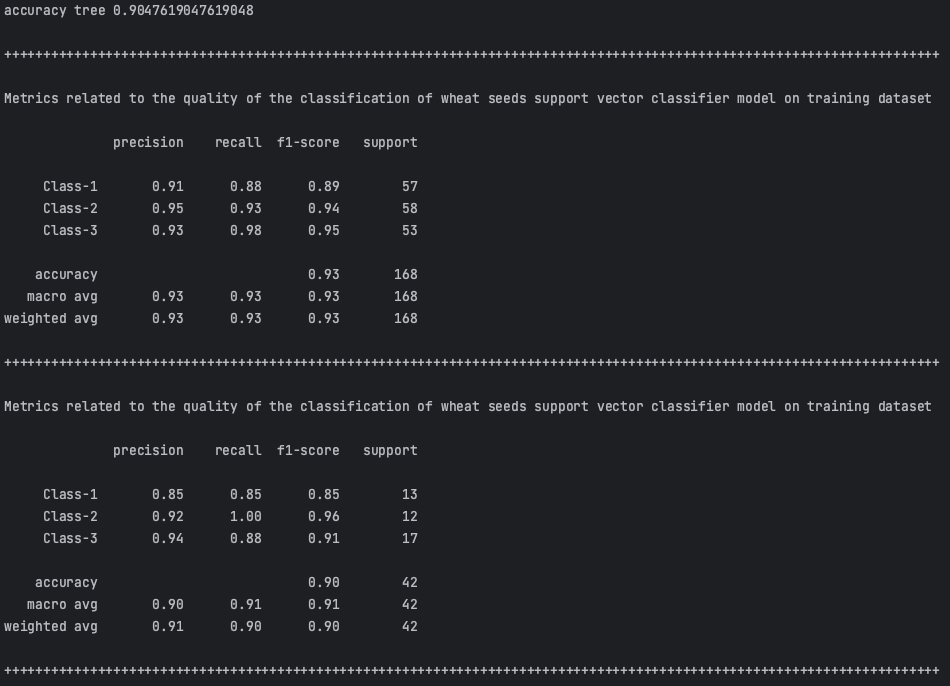 accuracy tree 0.9047619047619048
++++++++++++++++++++++++++++++++++++++++++++++++++++++++++++++++++++++++++++++++++++++++++++++++++++++++++++++++++++++++
Metrics related to the quality of the classification of wheat seeds support vector classifier model on training dataset
precision recall f1-score support
Class-1 0.91 0.88 0.89 57
Class-2 0.95 0.93 0.94 58
Class-3 0.93 0.98 0.95 53
accuracy 0.93 168
macro avg 0.93 0.93 0.93 168
weighted avg 0.93 0.93 0.93 168
++++++++++++++++++++++++++++++++++++++++++++++++++++++++++++++++++++++++++++++++++++++++++++++++++++++++++++++++++++++++
Metrics related to the quality of the classification of wheat seeds support vector classifier model on training dataset
precision recall f1-score support
Class-1 0.85 0.85 0.85 13
Class-2 0.92 1.00 0.96 12
Class-3 0.94 0.88 0.91 17
accuracy 0.90 42
macro avg 0.90 0.91 0.91 42
weighted avg 0.91 0.90 0.90 42
++++++++++++++++++++++++++++++++++++++++++++++++++++++++++++++++++++++++++++++++++++++++++++++++++++++++++++++++++++++++